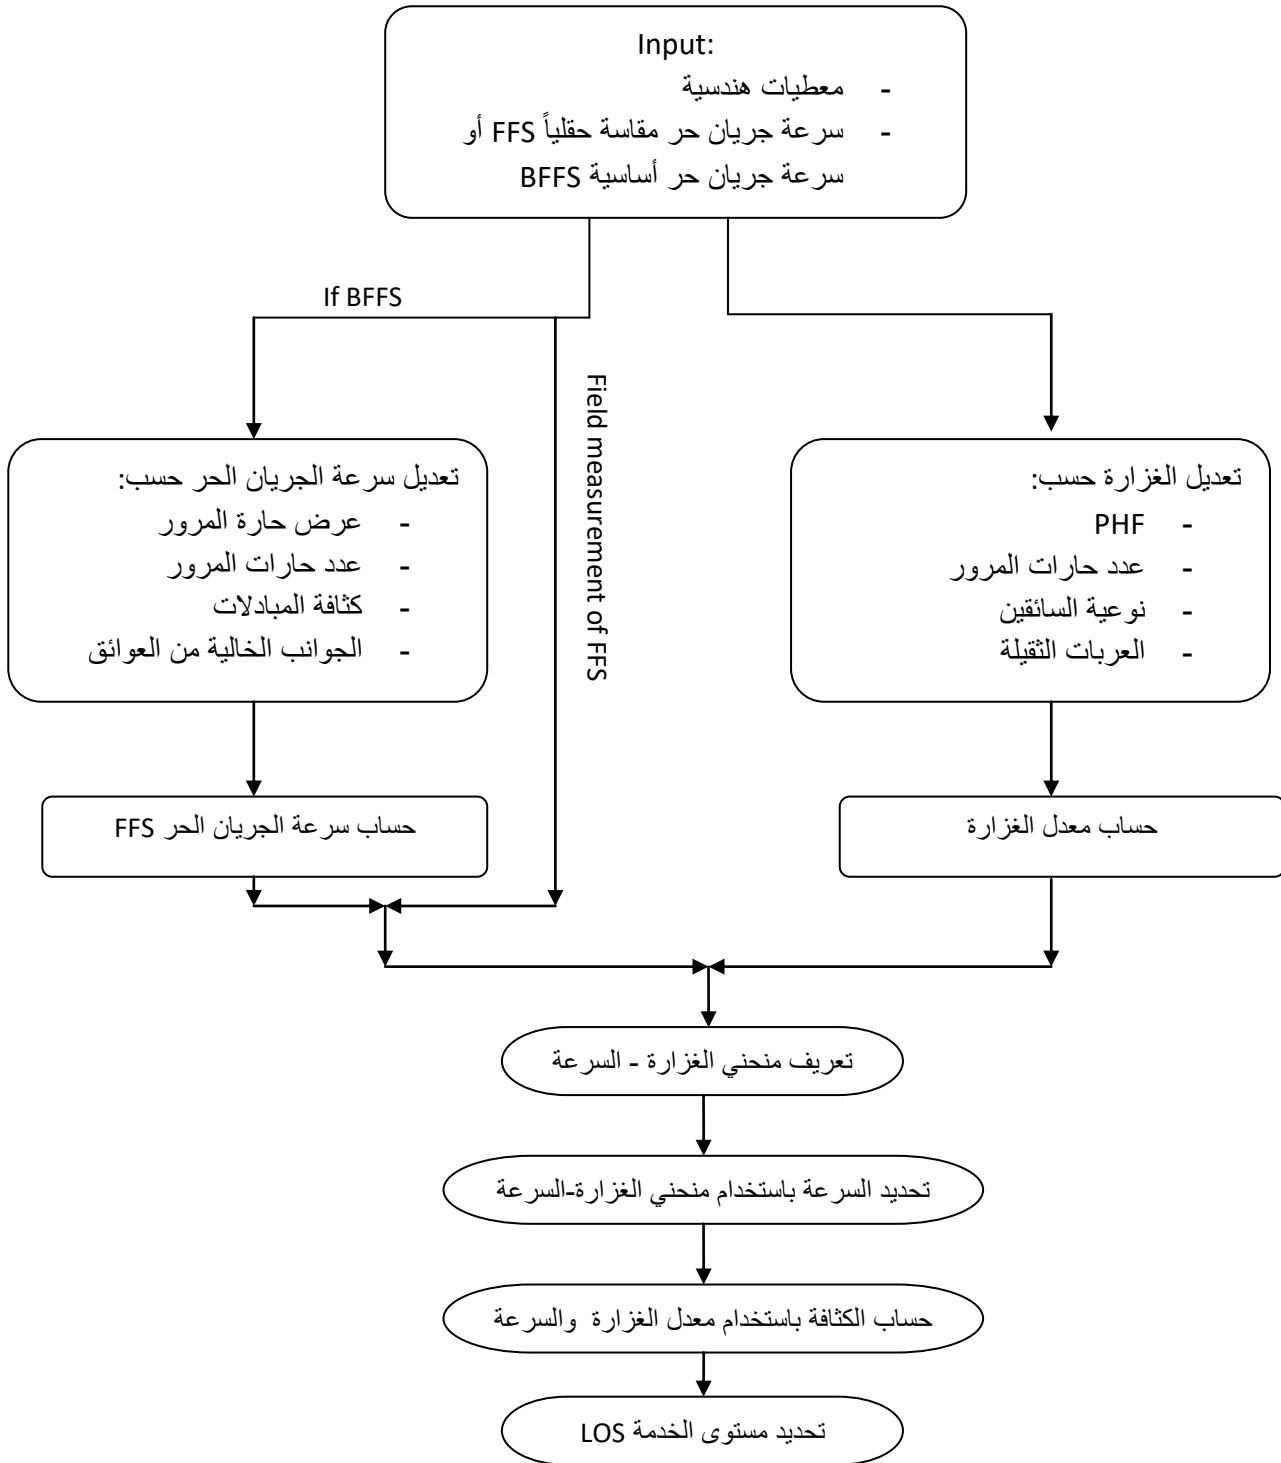 Input:
- معطيات هندسية
- سرعة جريان حر مقاسة حقلياً FFS أو
سرعة جريان حر أساسية BFFS
If BFFS
Field measurement of FFS
تعديل سرعة الجريان الحر حسب:
- عرض حارة المرور
- عدد حارات المرور
- كثافة المبادلات
- الجوانب الخالية من العوائق
تعديل الغزارة حسب:
- PHF
- عدد حارات المرور
- نوعية السائقين
- العربات الثقيلة
حساب سرعة الجريان الحر FFS
حساب معدل الغزارة
تعريف منحني الغزارة - السرعة
تحديد السرعة باستخدام منحني الغزارة-السرعة
حساب الكثافة باستخدام معدل الغزارة والسرعة
تحديد مستوى الخدمة LOS